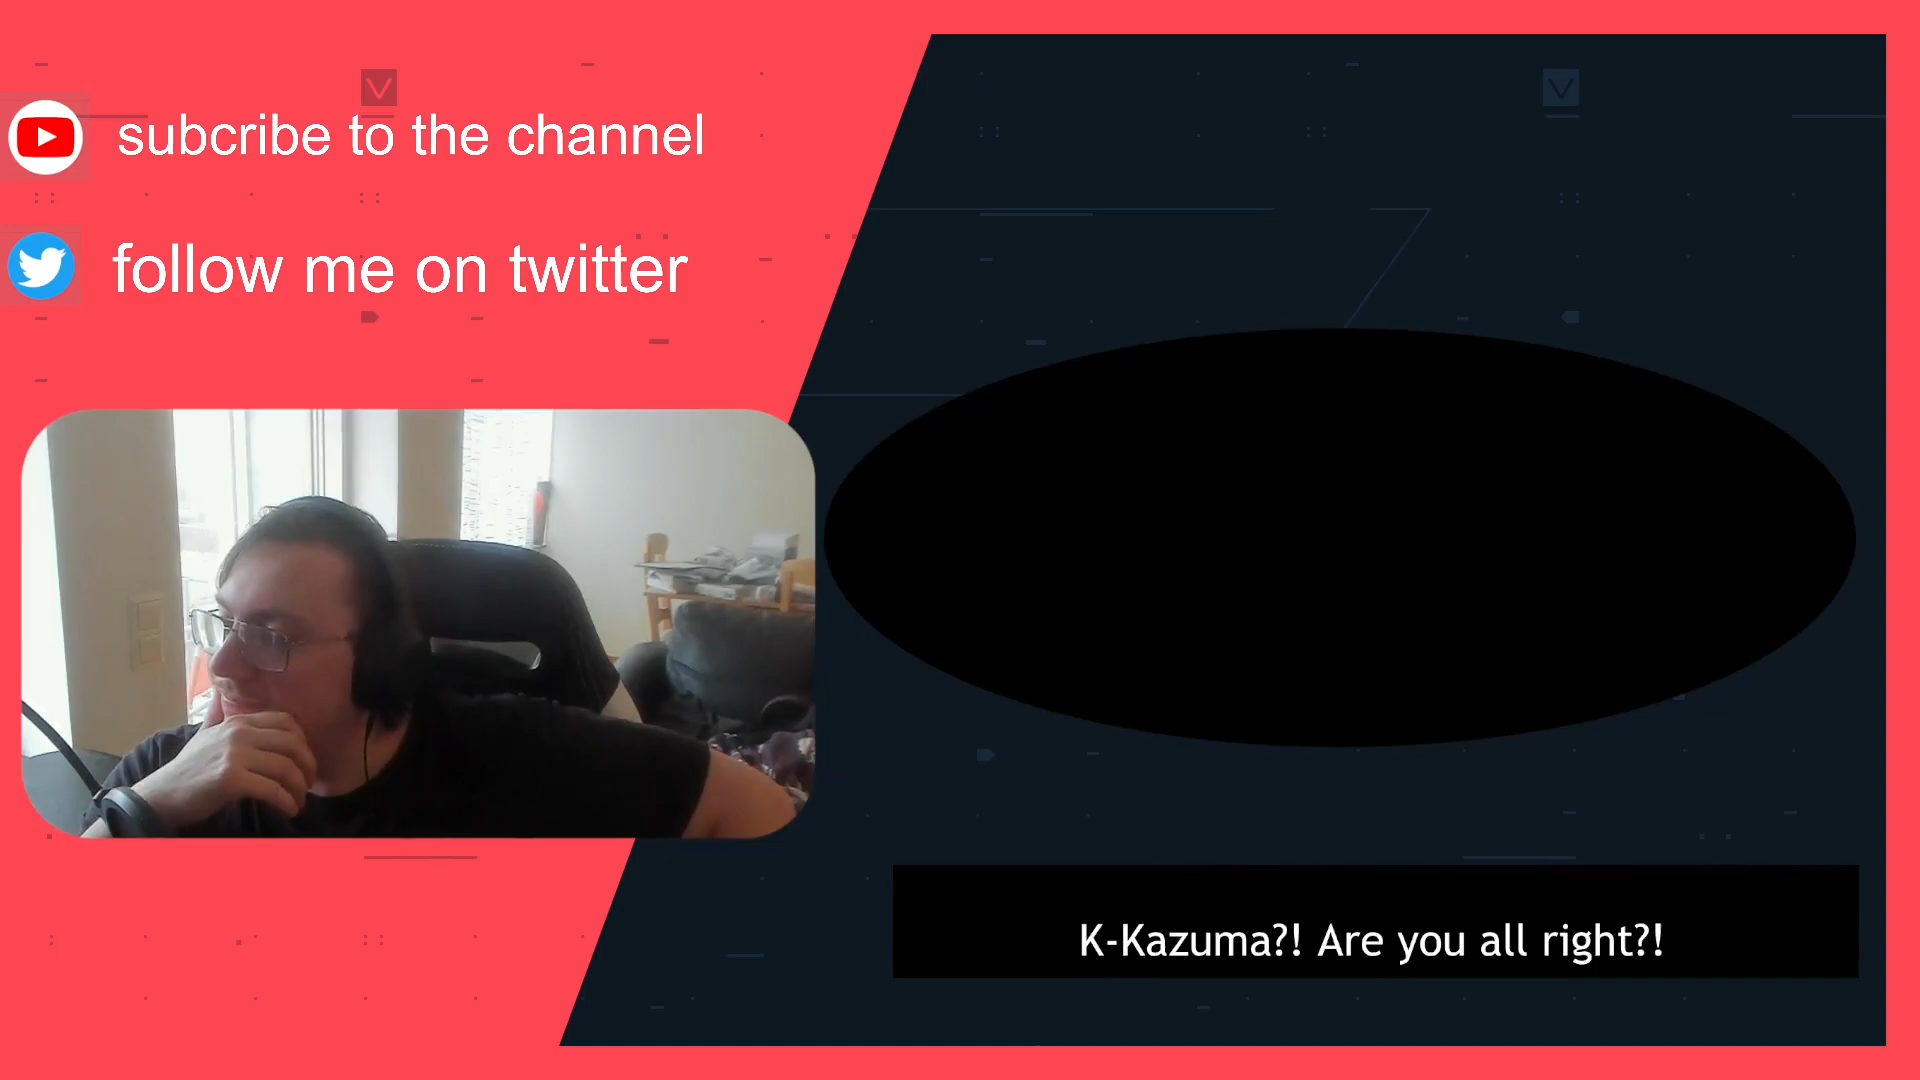 subcribe to the channel
follow me on twitter
K-Kazuma?! Are you all right?!